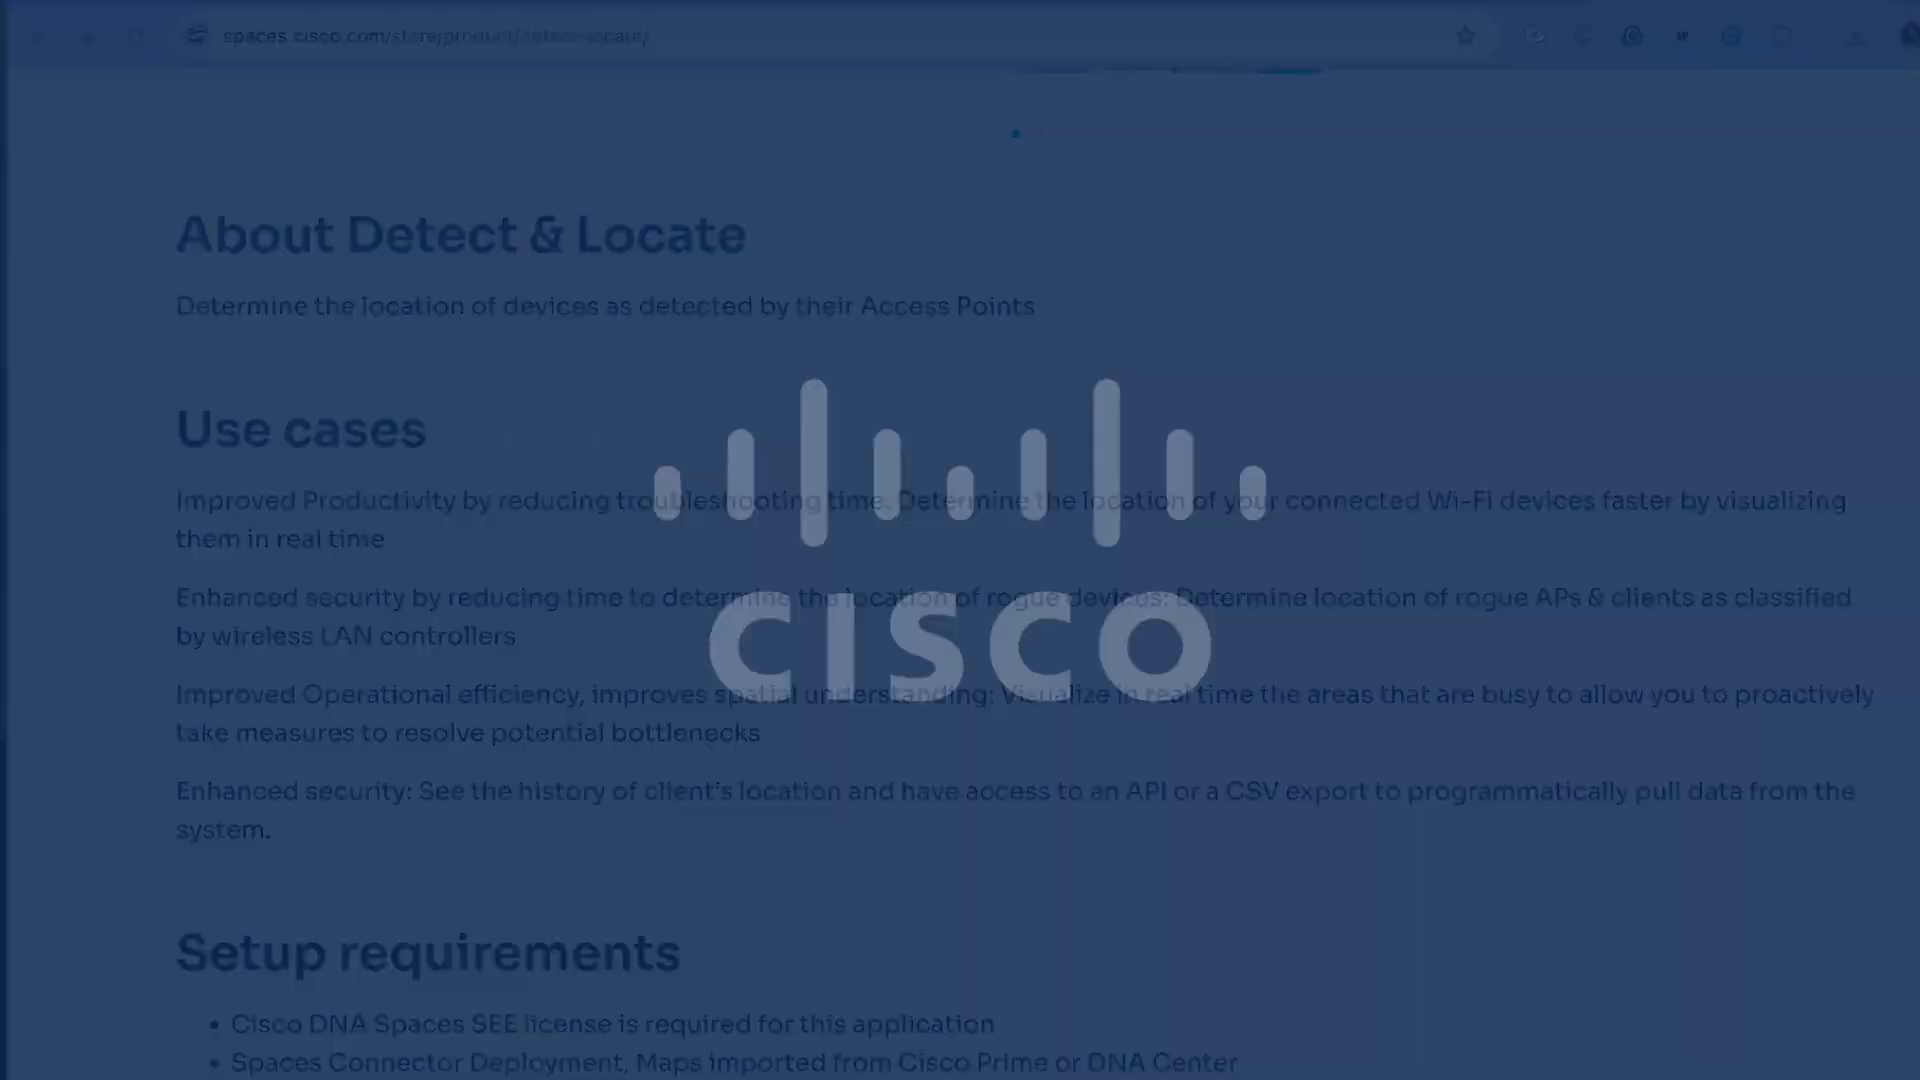 spaces.cisco.com/store/product/detect-locate/
About Detect & Locate
Determine the location of devices as detected by their Access Points
Use cases
Improved Productivity by reducing troubleshooting time: Determine the location of your connected Wi-Fi devices faster by visualizing
them in real time
Enhanced security by reducing time to determine the location of rogue devices: Determine location of rogue APs & clients as classified
by wireless LAN controllers
Improved Operational efficiency, improves spatial understanding: Visualize in real time the areas that are busy to allow you to proactively
take measures to resolve potential bottlenecks
Enhanced security: See the history of client's location and have access to an API or a CSV export to programmatically pull data from the
system.
CISCO
Setup requirements
• Cisco DNA Spaces SEE license is required for this application
• Spaces Connector Deployment, Maps imported from Cisco Prime or DNA Center